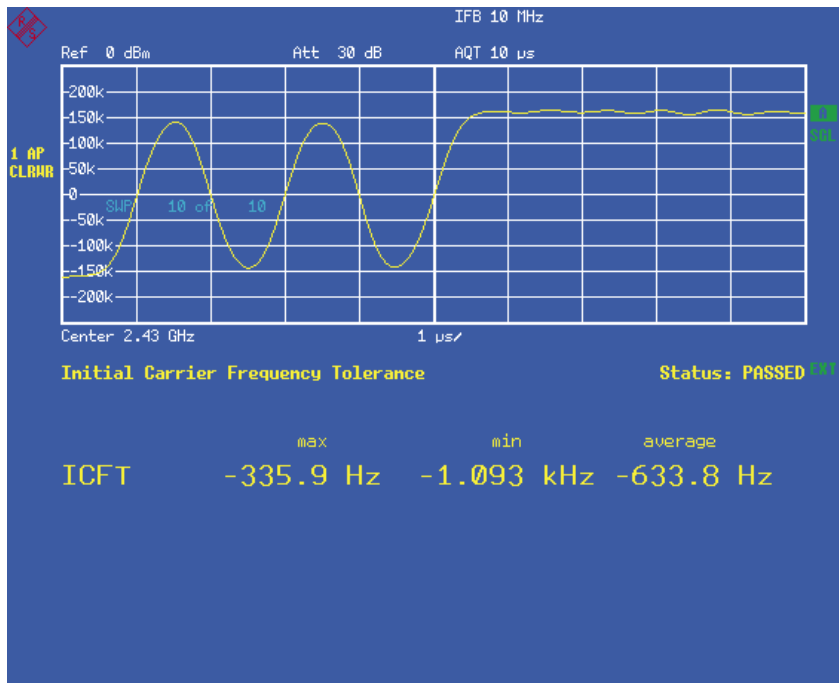 IFB 10 MHz
Ref 0 dBm Att 30 dB AQT 10 µs
200k
150k
A
100k
SGL
1 AP
50k
CLRWR
0
SWP 10 of 10
-50k
-100k
-150k
-200k
Center 2.43 GHz 1 µs/
Initial Carrier Frequency Tolerance Status: PASSED EXT
max min average
ICFT -335.9 Hz -1.093 kHz -633.8 Hz